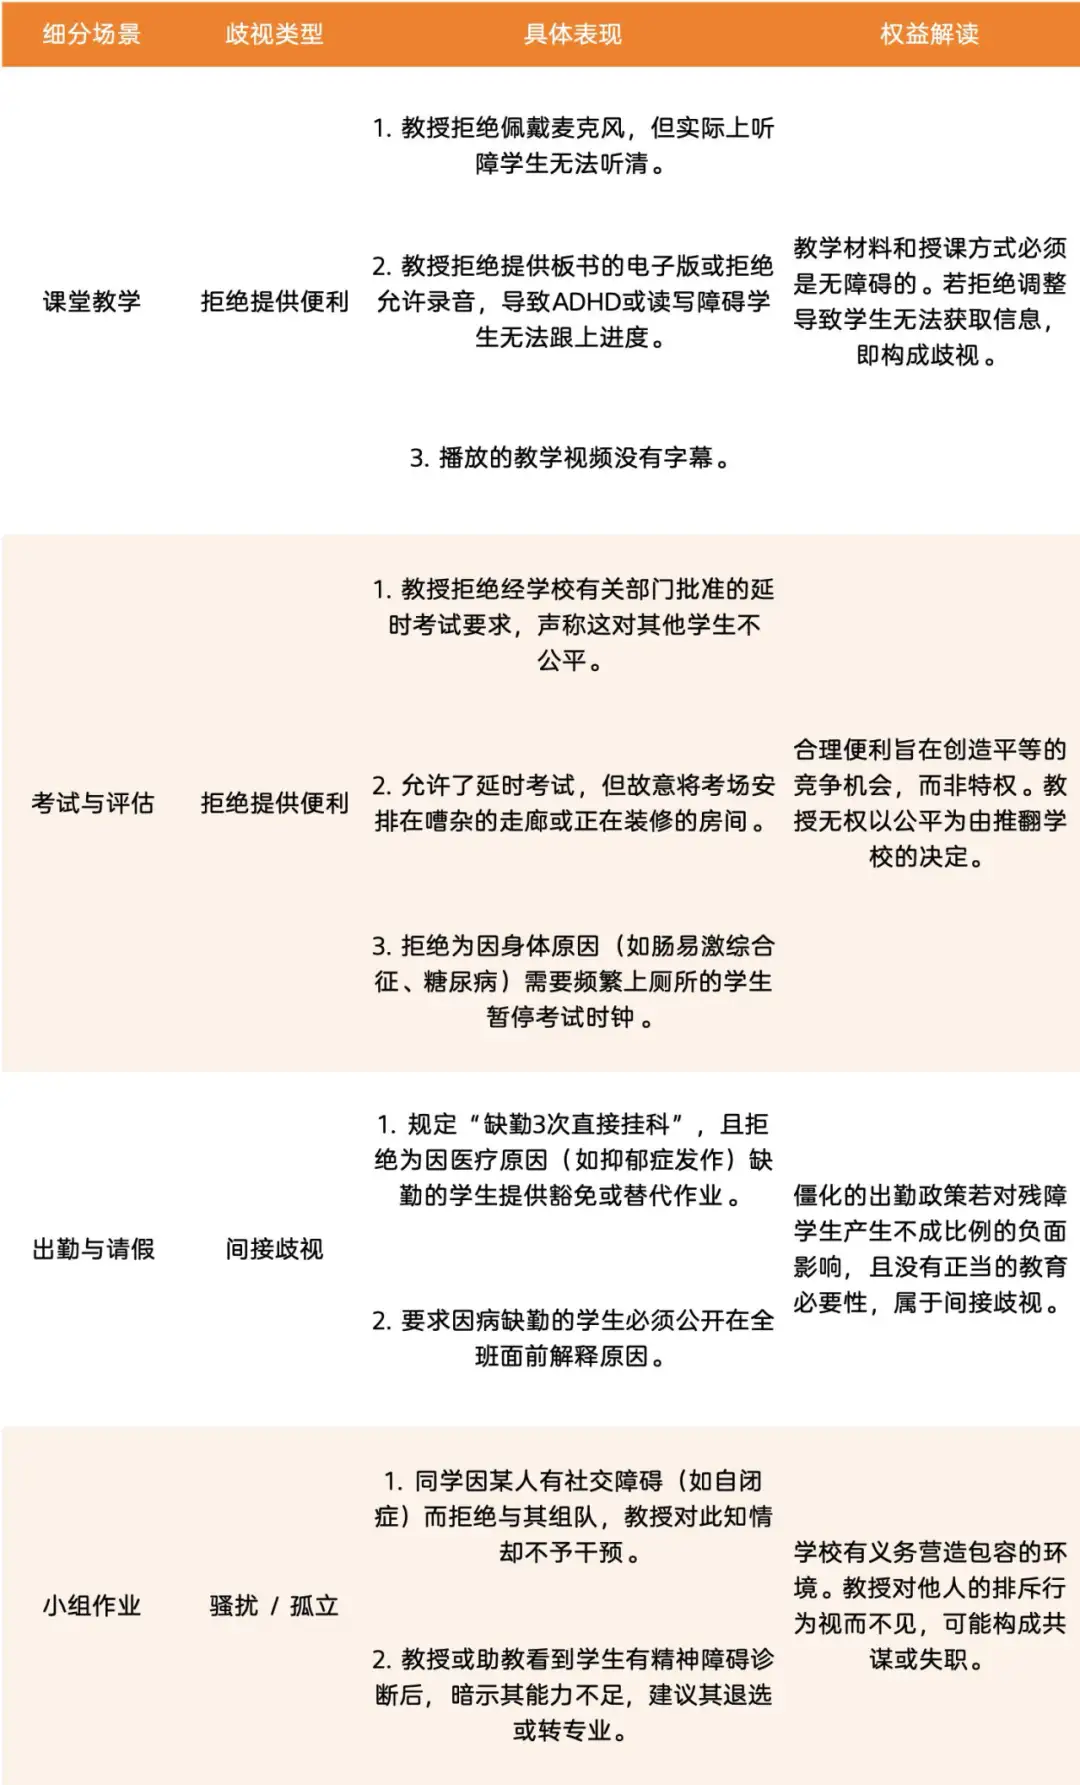 细分场景 歧视类型 具体表现 权益解读
1. 教授拒绝佩戴麦克风，但实际上听
障学生无法听清。
课堂教学 拒绝提供便利
2. 教授拒绝提供板书的电子版或拒绝
允许录音，导致ADHD或读写障碍学
生无法跟上进度。
3. 播放的教学视频没有字幕。
教学材料和授课方式必须
是无障碍的。若拒绝调整
导致学生无法获取信息，
即构成歧视。
1. 教授拒绝经学校有关部门批准的延
时考试要求，声称这对其他学生不
公平。
考试与评估 拒绝提供便利
2. 允许了延时考试，但故意将考场安
排在嘈杂的走廊或正在装修的房间。
3. 拒绝为因身体原因（如肠易激综合
征、糖尿病）需要频繁上厕所的学生
暂停考试时钟。
合理便利旨在创造平等的
竞争机会，而非特权。教
授无权以公平为由推翻学
校的决定。
1. 规定“缺勤3次直接挂科”，且拒
绝为因医疗原因（如抑郁症发作）缺
勤的学生提供豁免或替代作业。
出勤与请假 间接歧视
2. 要求因病缺勤的学生必须公开在全
班面前解释原因。
僵化的出勤政策若对残障
学生产生不成比例的负面
影响，且没有正当的教育
必要性，属于间接歧视。
1. 同学因某人有社交障碍（如自闭
症）而拒绝与其组队，教授对此知情
却不予干预。
小组作业 骚扰 / 孤立
2. 教授或助教看到学生有精神障碍诊
断后，暗示其能力不足，建议其退选
或转专业。
学校有义务营造包容的环
境。教授对他人的排斥行
为视而不见，可能构成共
谋或失职。